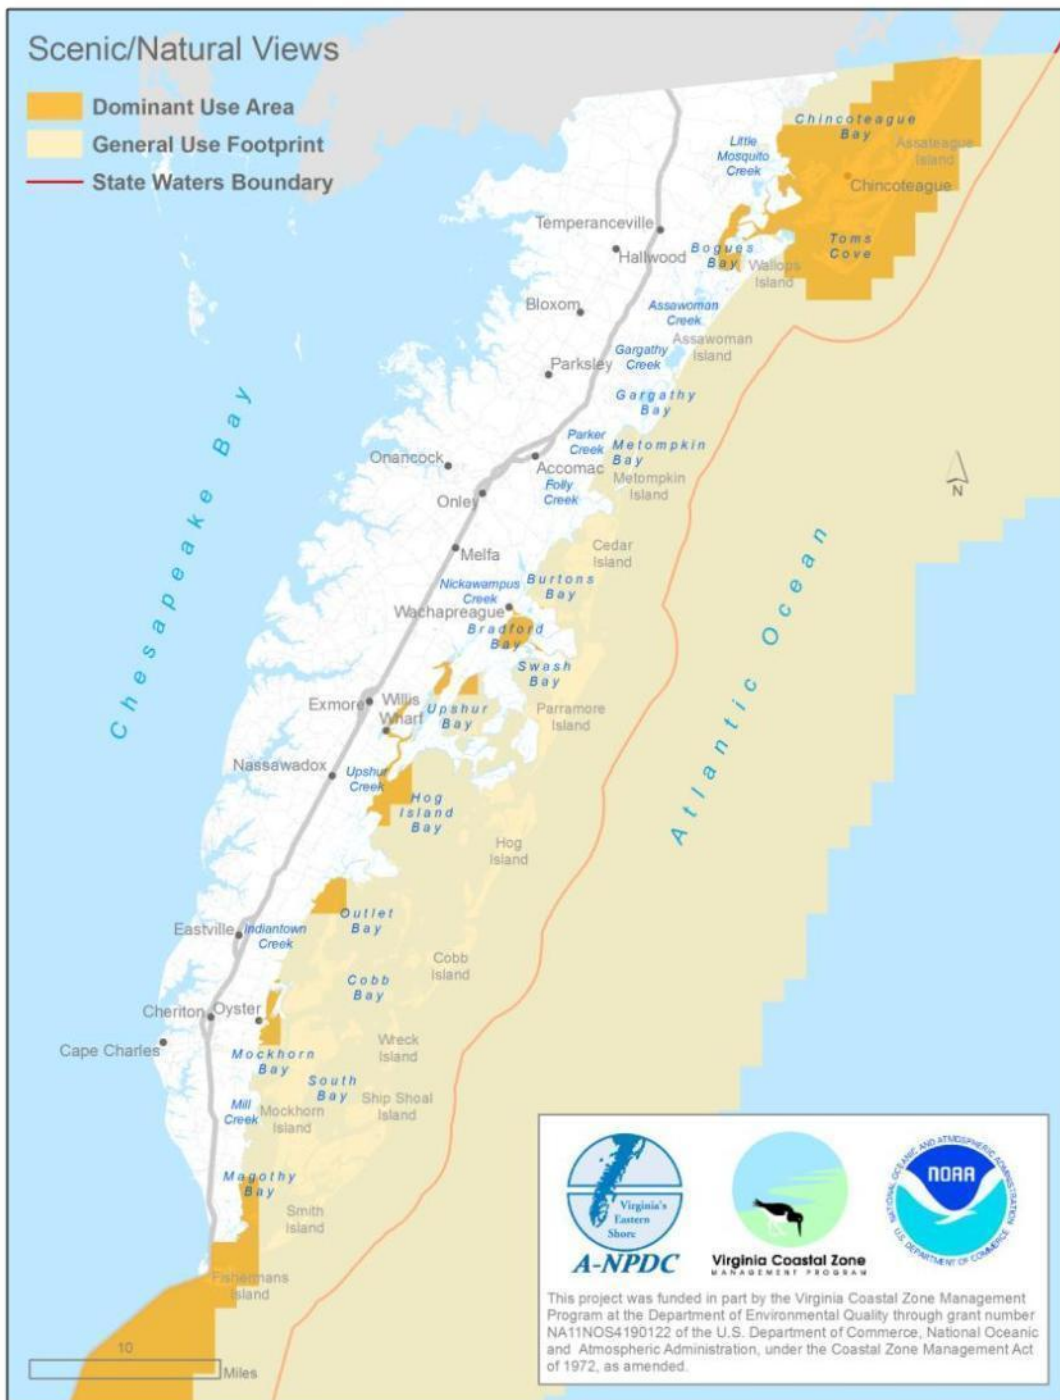 Scenic/Natural Views
Dominant Use Area
General Use Footprint
State Waters Boundary
Chincoteague
Bay
Assateague
Island
Chincoteague
Little
Mosquito
Creek
Temperanceville
Hallwood
Bogues
Bay
Toms
Cove
Wallops
Island
Bloxom
Assawoman
Creek
Assawoman
Island
Gargathy
Creek
Parksley
Gargathy
Bay
Parker
Creek
Metompkin
Bay
Onancock
Accomac
Metompkin
Island
Folly
Creek
Onley
N
Chesapeake Bay
Atlantic Ocean
Melfa
Cedar
Island
Nickawampus
Creek
Burtons
Bay
Wachapreague
Bradford
Bay
Swash
Bay
Exmore
Willis
Wharf
Upshur
Bay
Parramore
Island
Nassawadox
Upshur
Creek
Hog
Island
Bay
Hog
Island
Outlet
Bay
Eastville
Indiantown
Creek
Cobb
Island
Cobb
Bay
Cheriton
Oyster
Cape Charles
Wreck
Island
Mockhorn
Bay
South
Bay
Ship Shoal
Island
Mill
Creek
Mockhorn
Island
Magothy
Bay
Smith
Island
Fishermans
Island
10
Miles
Virginia's
Eastern
Shore
A-NPDC
Virginia Coastal Zone
MANAGEMENT PROGRAM
NATIONAL OCEANIC AND ATMOSPHERIC ADMINISTRATION
NOAA
U.S. DEPARTMENT OF COMMERCE
This project was funded in part by the Virginia Coastal Zone Management
Program at the Department of Environmental Quality through grant number
NA11NOS4190122 of the U.S. Department of Commerce, National Oceanic
and Atmospheric Administration, under the Coastal Zone Management Act
of 1972, as amended.